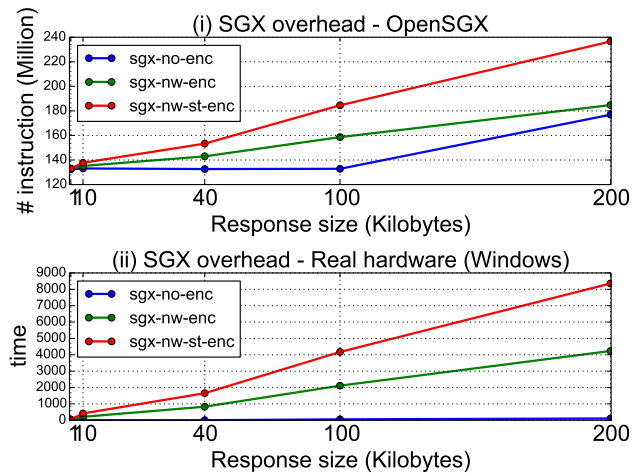 (i) SGX overhead - OpenSGX
# instruction (Million)
240
220
200
180
160
140
120
sgx-no-enc
sgx-nw-enc
sgx-nw-st-enc
1 10 40 100 200
Response size (Kilobytes)
(ii) SGX overhead - Real hardware (Windows)
time
9000
8000
7000
6000
5000
4000
3000
2000
1000
0
sgx-no-enc
sgx-nw-enc
sgx-nw-st-enc
1 10 40 100 200
Response size (Kilobytes)